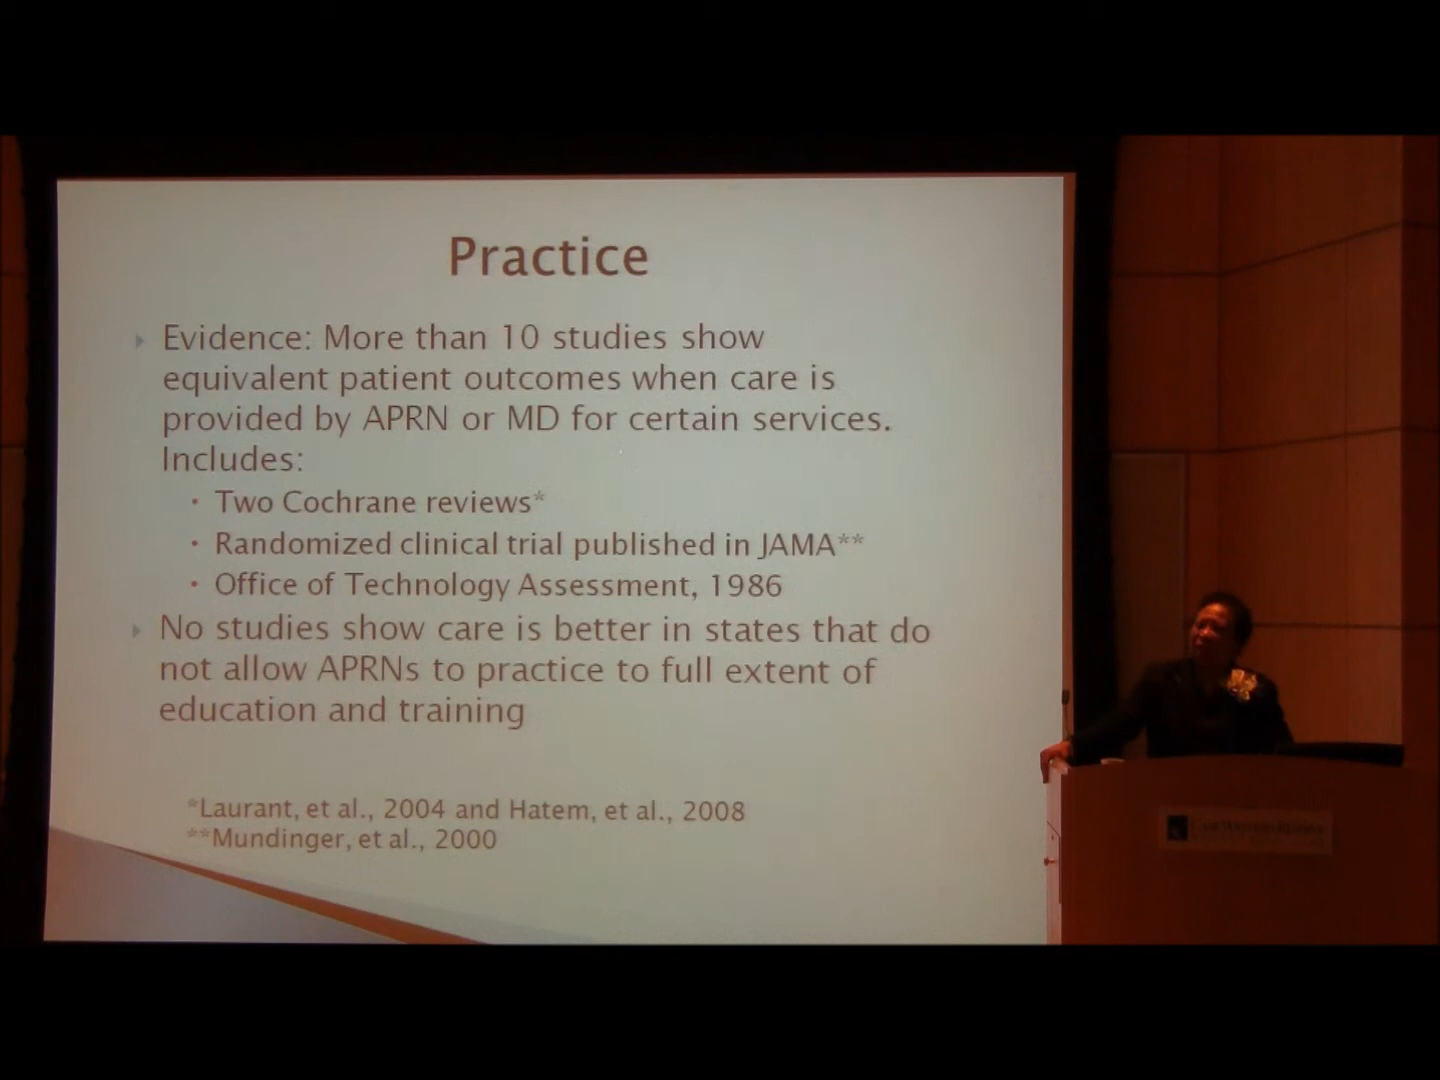 Practice
Evidence: More than 10 studies show
equivalent patient outcomes when care is
provided by APRN or MD for certain services.
Includes:
Two Cochrane reviews*
Randomized clinical trial published in JAMA**
Office of Technology Assessment, 1986
No studies show care is better in states that do
not allow APRNs to practice to full extent of
education and training
*Laurant, et al., 2004 and Hatem, et al., 2008
**Mundinger, et al., 2000
Case Western Reserve